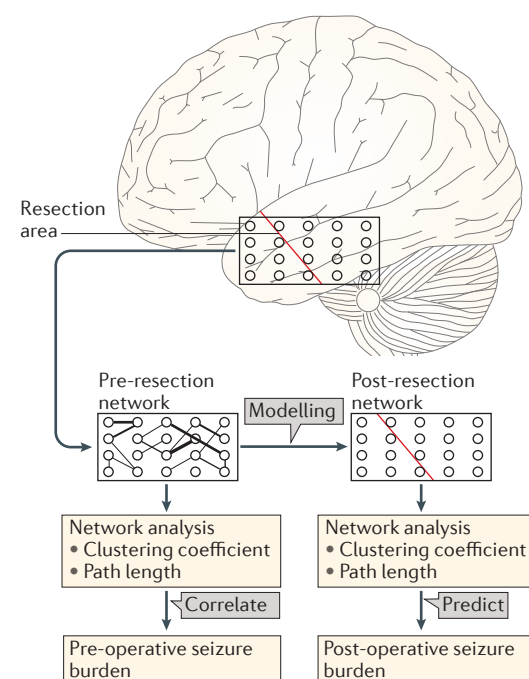 Resection
area
Pre-resection
network
Modelling
Post-resection
network
Network analysis
• Clustering coefficient
• Path length
Network analysis
• Clustering coefficient
• Path length
Correlate
Predict
Pre-operative seizure
burden
Post-operative seizure
burden